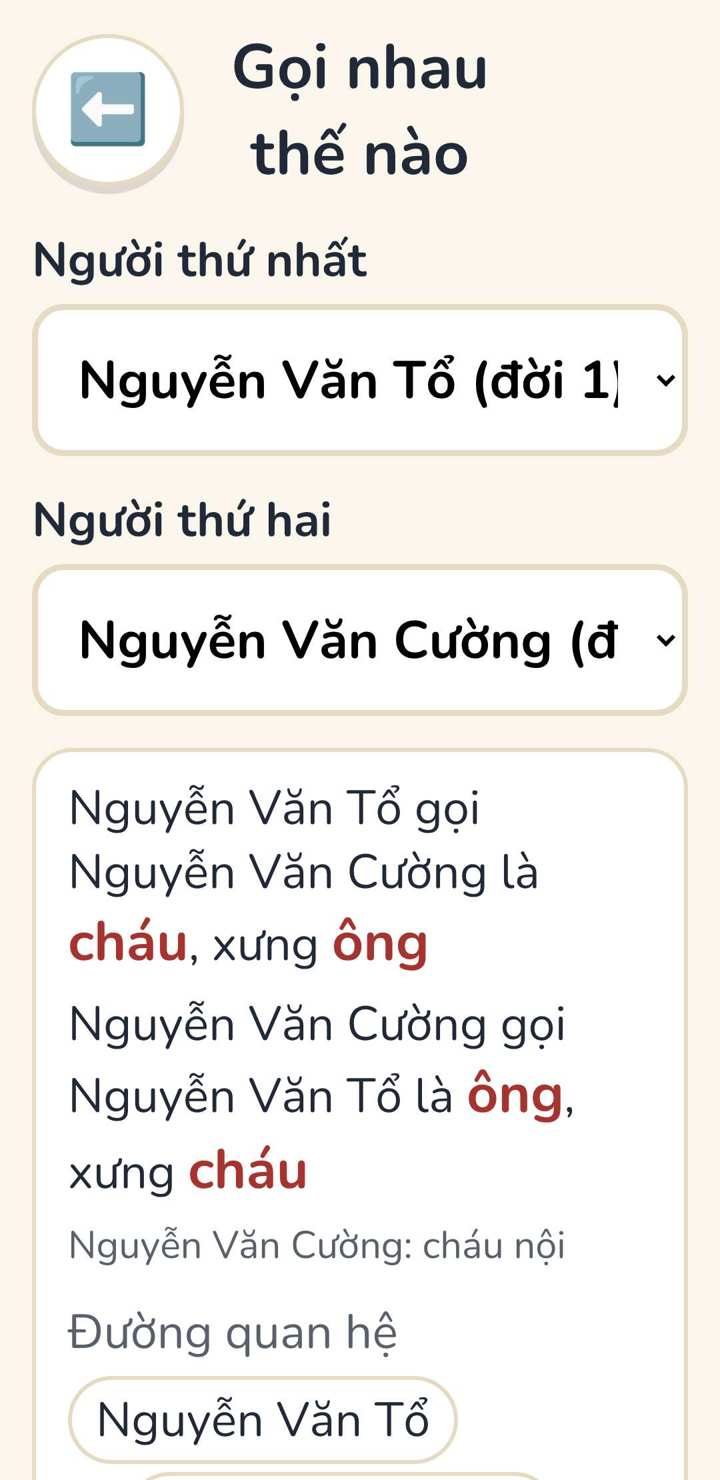 Gọi nhau
thế nào
Người thứ nhất
Nguyễn Văn Tổ (đời 1)
Người thứ hai
Nguyễn Văn Cường (đ
Nguyễn Văn Tổ gọi
Nguyễn Văn Cường là
cháu, xưng ông
Nguyễn Văn Cường gọi
Nguyễn Văn Tổ là ông,
xưng cháu
Nguyễn Văn Cường: cháu nội
Đường quan hệ
Nguyễn Văn Tổ